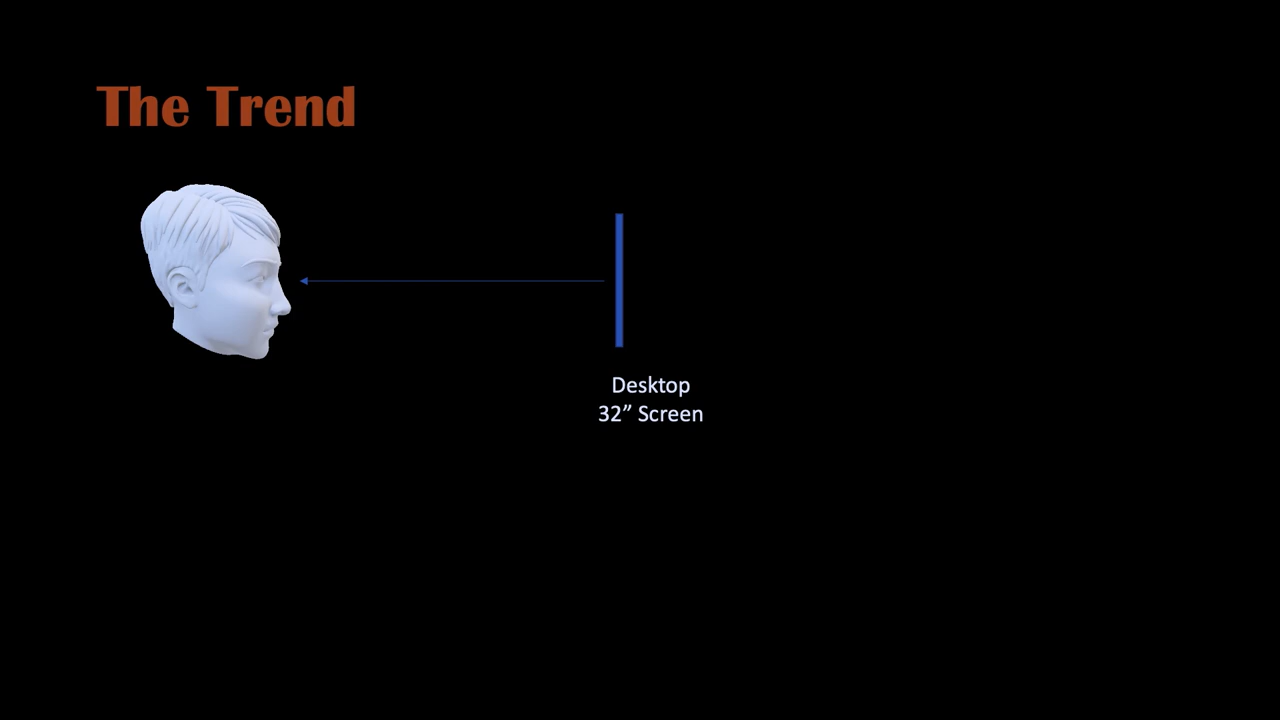 The Trend
Desktop
32” Screen